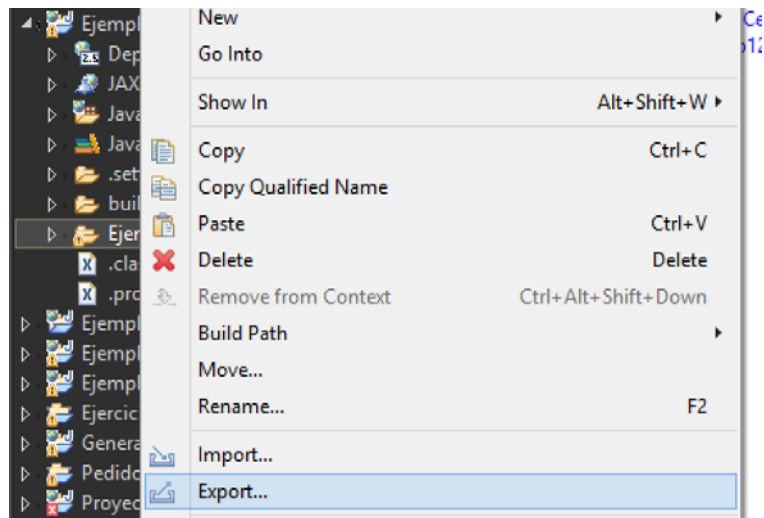 Ejempl
Dep
JAX
Java
Java
.set
buil
Ejer
.cla
.pro
Ejempl
Ejempl
Ejempl
Ejercic
Genera
Pedido
Proyec
New
Go Into
Show In Alt+Shift+W
Copy Ctrl+C
Copy Qualified Name
Paste Ctrl+V
Delete Delete
Remove from Context Ctrl+Alt+Shift+Down
Build Path
Move...
Rename... F2
Import...
Export...
Ce